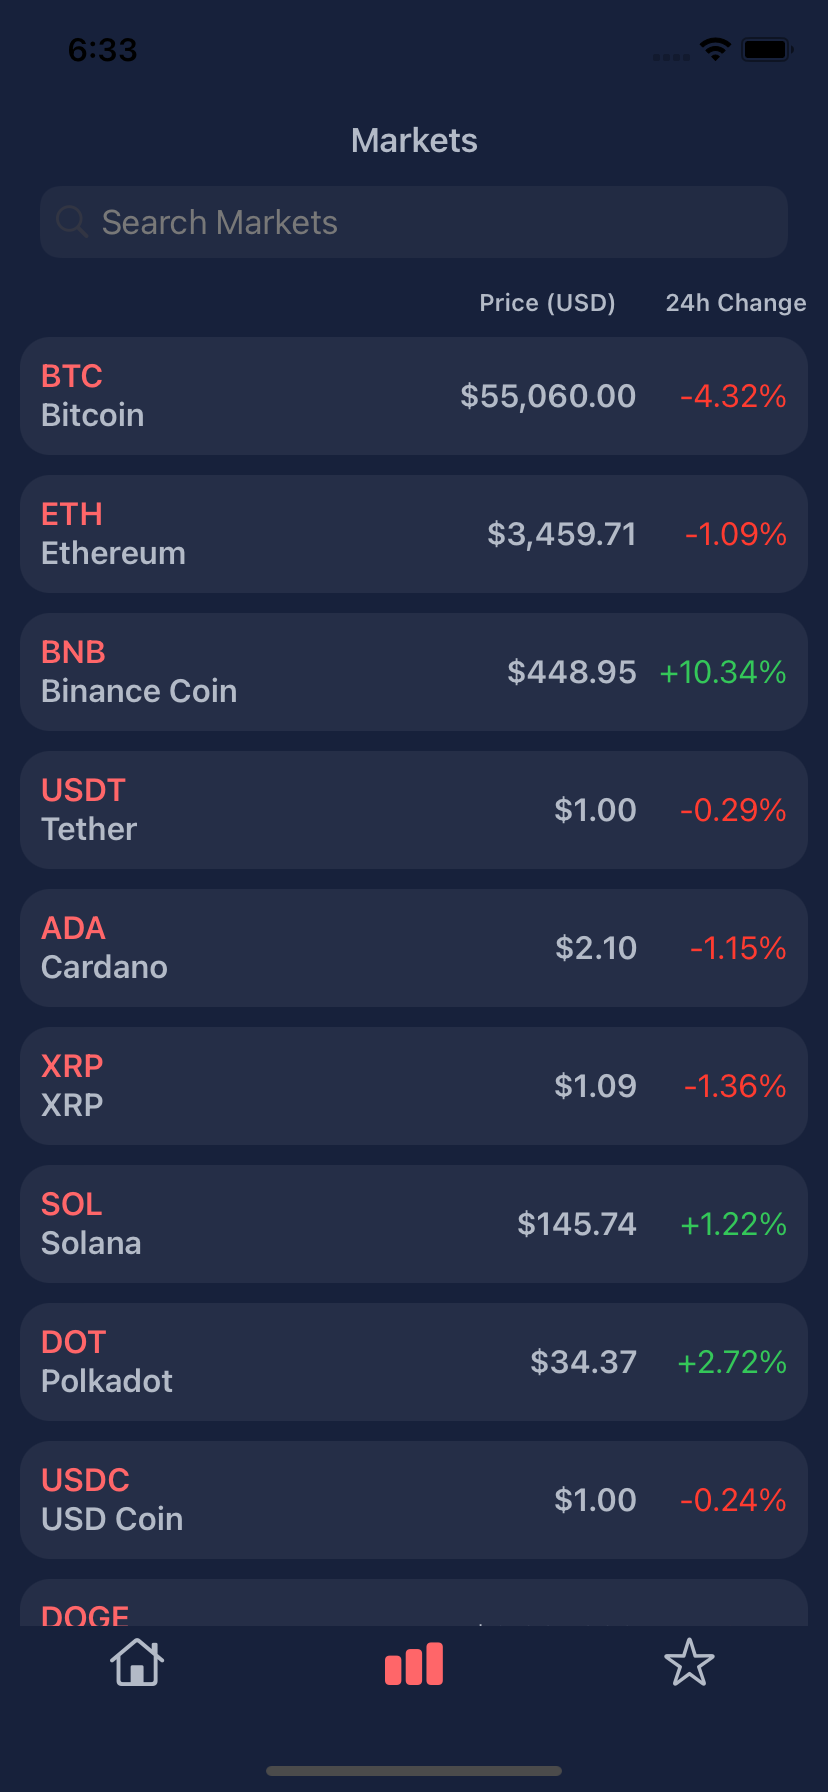 6:33
Markets
Search Markets
Price (USD) 24h Change
BTC
Bitcoin
$55,060.00 -4.32%
ETH
Ethereum
$3,459.71 -1.09%
BNB
Binance Coin
$448.95 +10.34%
USDT
Tether
$1.00 -0.29%
ADA
Cardano
$2.10 -1.15%
XRP
XRP
$1.09 -1.36%
SOL
Solana
$145.74 +1.22%
DOT
Polkadot
$34.37 +2.72%
USDC
USD Coin
$1.00 -0.24%
DOGE